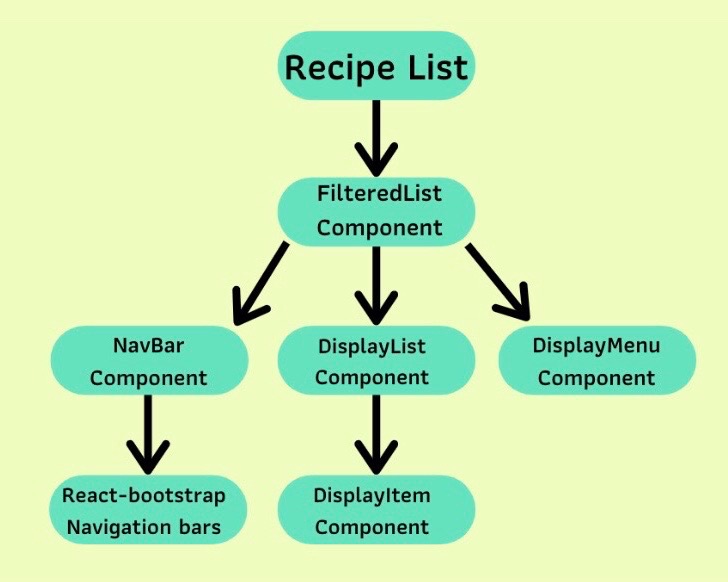 Recipe List
FilteredList
Component
NavBar
Component
DisplayList
Component
DisplayMenu
Component
React-bootstrap
Navigation bars
DisplayItem
Component